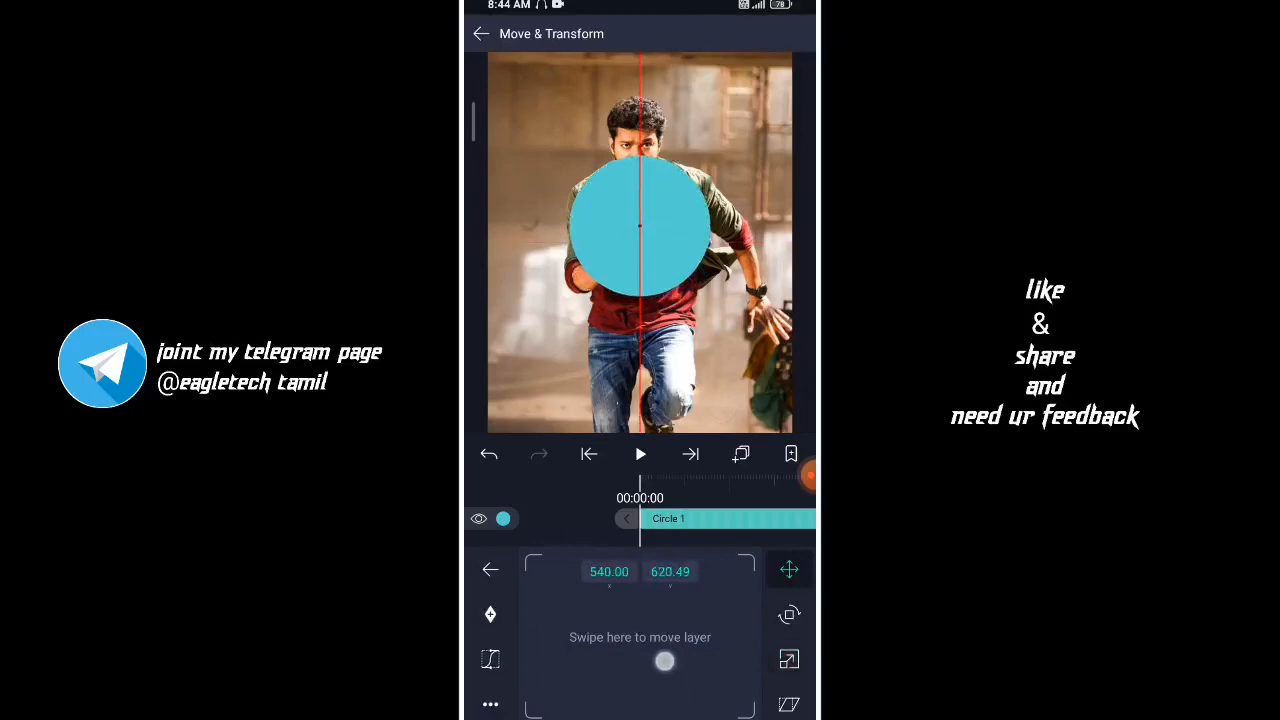 8:44 AM
78
Move & Transform
joint my telegram page
@eagletech tamil
like
&
share
and
need ur feedback
00:00:00
Circle 1
540.00 620.49
X Y
Swipe here to move layer